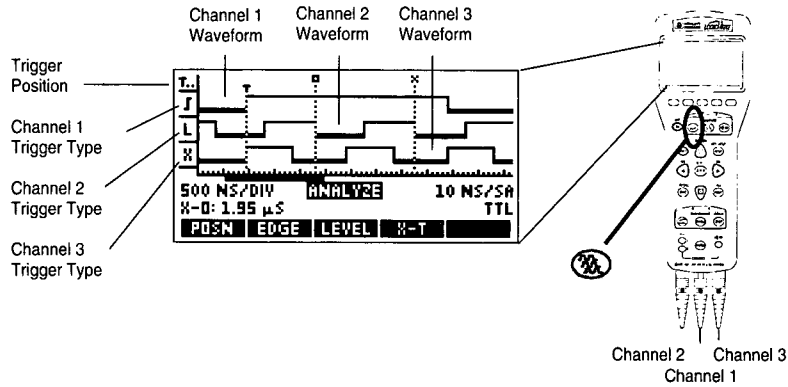 Channel 1
Waveform
Channel 2
Waveform
Channel 3
Waveform
Trigger
Position
Channel 1
Trigger Type
Channel 2
Trigger Type
Channel 3
Trigger Type
T..
T
O
X
ʃ
L
X
500 NS/DIV ANALYZE 10 NS/SA
X-O: 1.95 µS TTL
POSN EDGE LEVEL X-T
Channel 2
Channel 1
Channel 3